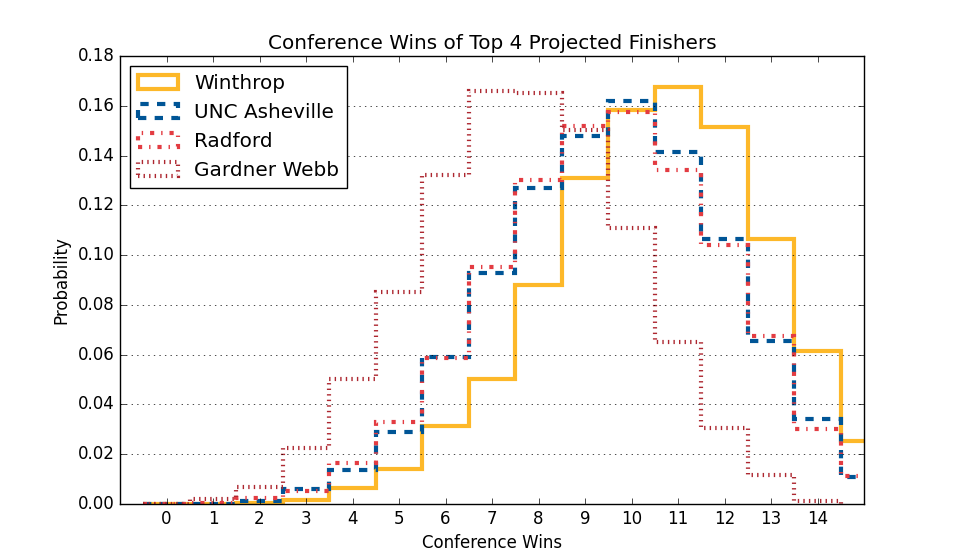 Conference Wins of Top 4 Projected Finishers
0.18
0.16
0.14
0.12
0.10
0.08
0.06
0.04
0.02
0.00
Probability
Winthrop
UNC Asheville
Radford
Gardner Webb
0 1 2 3 4 5 6 7 8 9 10 11 12 13 14
Conference Wins